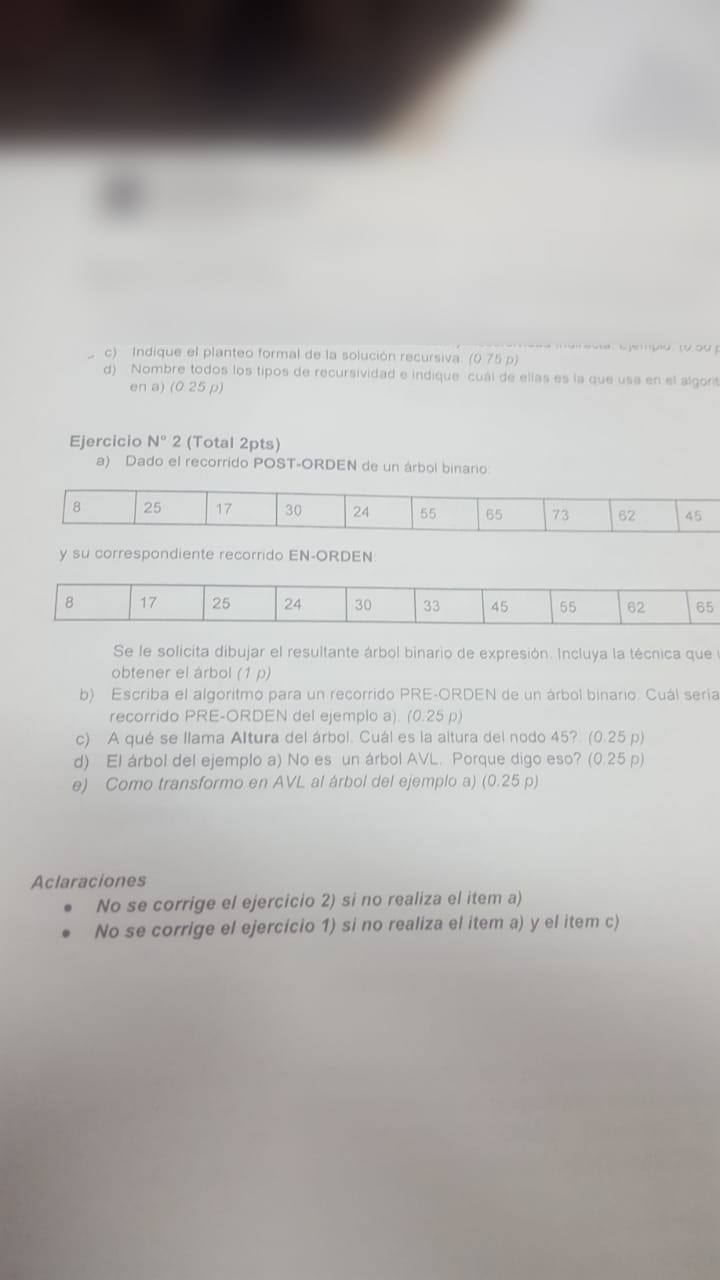 c) Indique el planteo formal de la solución recursiva. (0.75 p)
d) Nombre todos los tipos de recursividad e indique cuál de ellas es la que usa en el algorit
en a) (0.25 p)
Ejercicio N° 2 (Total 2pts)
a) Dado el recorrido POST-ORDEN de un árbol binario:
8 25 17 30 24 55 65 73 62 45
y su correspondiente recorrido EN-ORDEN:
8 17 25 24 30 33 45 55 62 65
Se le solicita dibujar el resultante árbol binario de expresión. Incluya la técnica que
obtener el árbol (1 p)
b) Escriba el algoritmo para un recorrido PRE-ORDEN de un árbol binario. Cuál sería
recorrido PRE-ORDEN del ejemplo a). (0.25 p)
c) A qué se llama Altura del árbol. Cuál es la altura del nodo 45?. (0.25 p)
d) El árbol del ejemplo a) No es un árbol AVL. Porque digo eso? (0.25 p)
e) Como transformo en AVL al árbol del ejemplo a) (0.25 p)
Aclaraciones
• No se corrige el ejercicio 2) si no realiza el item a)
• No se corrige el ejercicio 1) si no realiza el item a) y el item c)